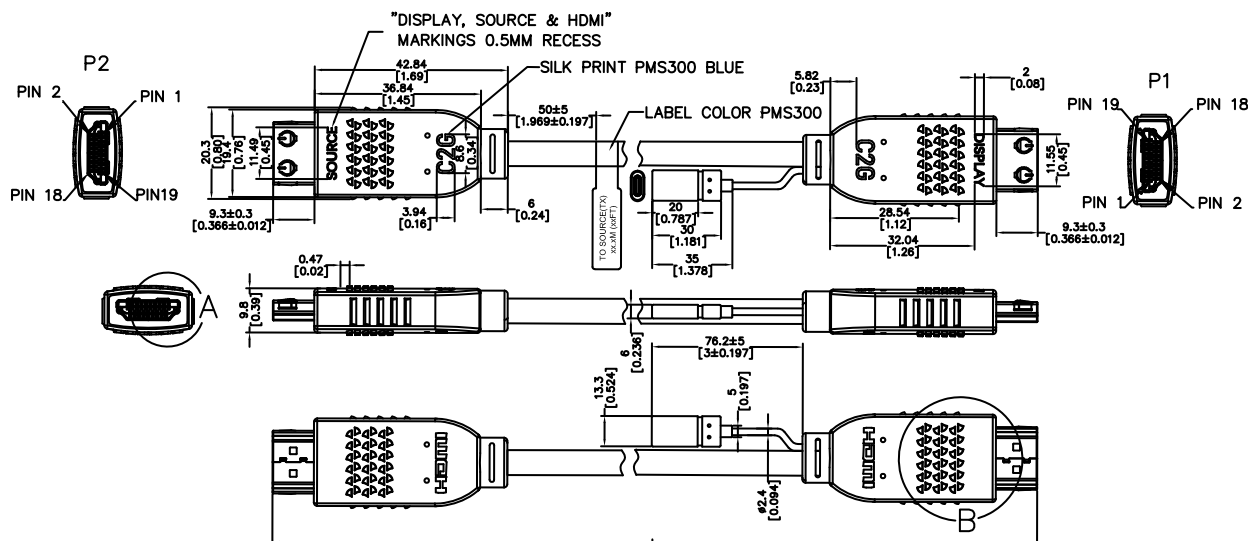 "DISPLAY, SOURCE & HDMI"
MARKINGS 0.5MM RECESS
SILK PRINT PMS300 BLUE
LABEL COLOR PMS300
P2
PIN 2
PIN 1
PIN 18
PIN19
42.84
[1.69]
36.84
[1.45]
50±5
[1.969±0.197]
5.82
[0.23]
2
[0.08]
P1
PIN 19
PIN 18
PIN 1
PIN 2
20.3
[0.80]
19.4
[0.76]
11.49
[0.45]
SOURCE
C2G
8.6
[0.34]
3.94
[0.16]
6
[0.24]
9.3±0.3
[0.366±0.012]
TO SOURCE(TX)
xx.xM (xxFT)
20
[0.787]
30
[1.181]
35
[1.378]
C2G
DISPLAY
11.55
[0.45]
28.54
[1.12]
32.04
[1.26]
9.3±0.3
[0.366±0.012]
A
0.47
[0.02]
9.8
[0.39]
6
[0.236]
76.2±5
[3±0.197]
13.3
[0.524]
5
[0.197]
ø2.4
[0.094]
HDMI
HDMI
B